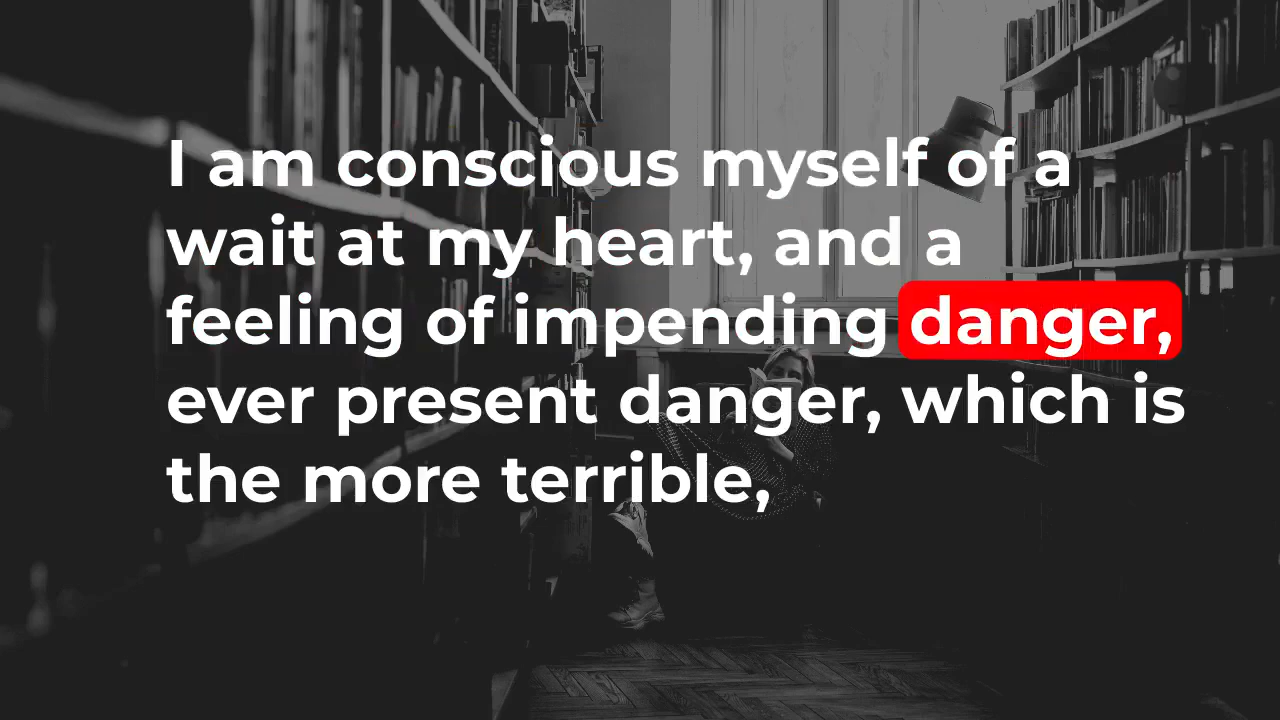 I am conscious myself of a
wait at my heart, and a
feeling of impending danger,
ever present danger, which is
the more terrible,